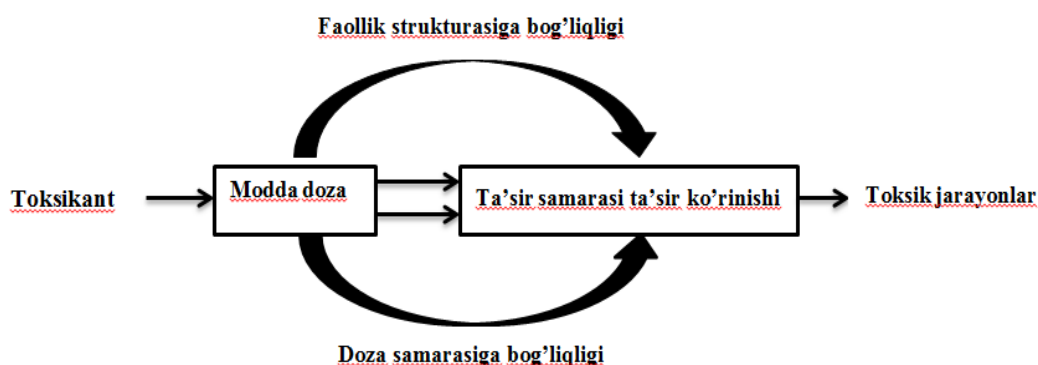 Faollik strukturasiga bog’liqligi
Toksikant
Modda doza
Ta’sir samarasi ta’sir ko’rinishi
Toksik jarayonlar
Doza samarasiga bog’liqligi